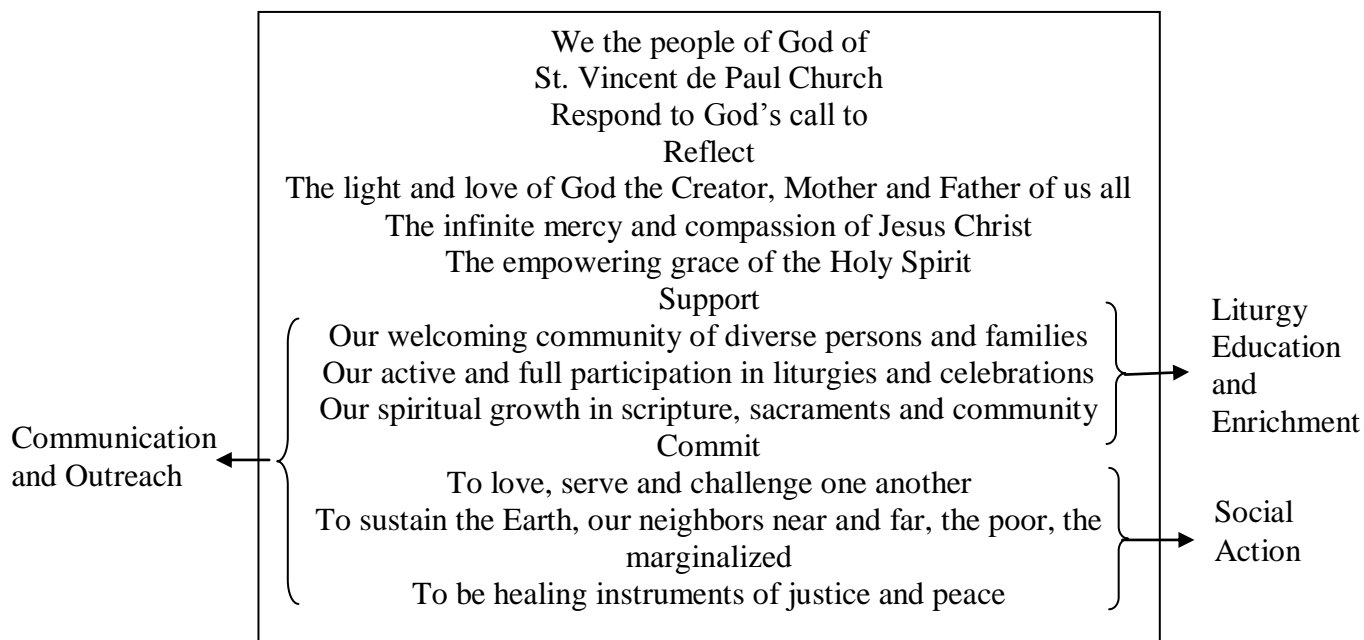 We the people of God of
St. Vincent de Paul Church
Respond to God’s call to
Reflect
The light and love of God the Creator, Mother and Father of us all
The infinite mercy and compassion of Jesus Christ
The empowering grace of the Holy Spirit
Support
Our welcoming community of diverse persons and families
Our active and full participation in liturgies and celebrations
Our spiritual growth in scripture, sacraments and community
Commit
To love, serve and challenge one another
To sustain the Earth, our neighbors near and far, the poor, the
marginalized
To be healing instruments of justice and peace
Communication
and Outreach
Liturgy
Education
and
Enrichment
Social
Action